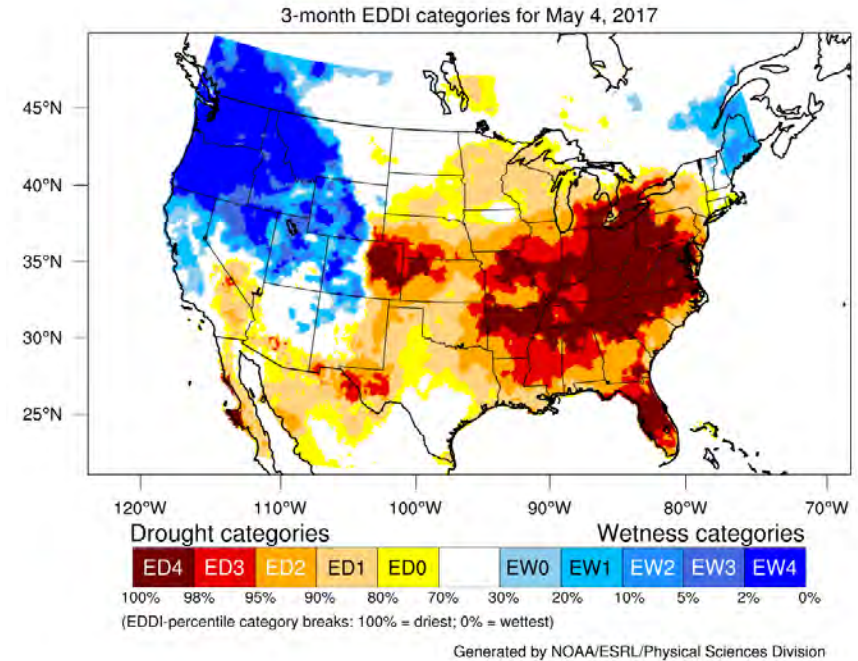 3-month EDDI categories for May 4, 2017
45°N
40°N
35°N
30°N
25°N
120°W 110°W 100°W 90°W 80°W 70°W
Drought categories Wetness categories
ED4 ED3 ED2 ED1 ED0 EW0 EW1 EW2 EW3 EW4
100% 98% 95% 90% 80% 70% 30% 20% 10% 5% 2% 0%
(EDDI-percentile category breaks: 100% = driest; 0% = wettest)
Generated by NOAA/ESRL/Physical Sciences Division